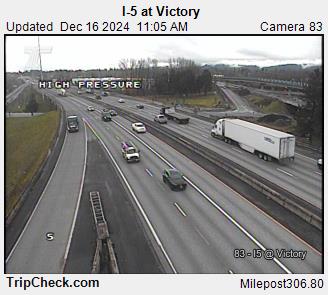 I-5 at Victory
Updated Dec 16 2024 11:05 AM Camera 83
HIGH PRESSURE
S
83 - I5 @ Victory
TripCheck.com Milepost306.80